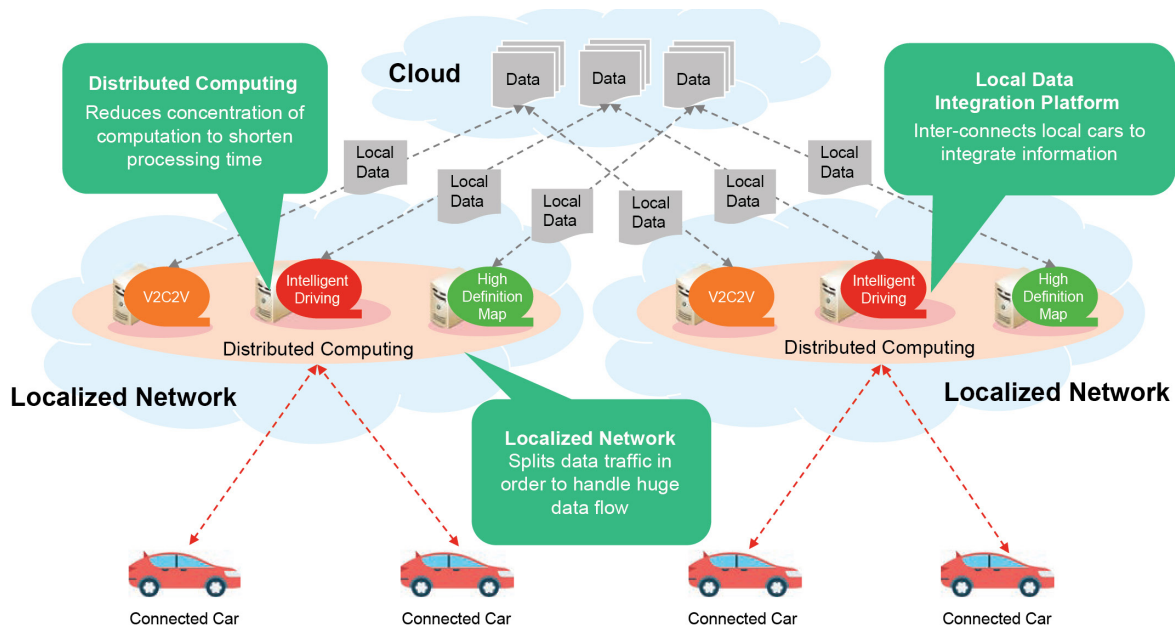 Cloud
Data
Data
Data
Distributed Computing
Reduces concentration of
computation to shorten
processing time
Local Data
Integration Platform
Inter-connects local cars to
integrate information
Local
Data
Local
Data
Local
Data
Local
Data
Local
Data
Local
Data
V2C2V
Intelligent
Driving
High
Definition
Map
Distributed Computing
V2C2V
Intelligent
Driving
High
Definition
Map
Distributed Computing
Localized Network
Localized Network
Localized Network
Splits data traffic in
order to handle huge
data flow
Connected Car
Connected Car
Connected Car
Connected Car